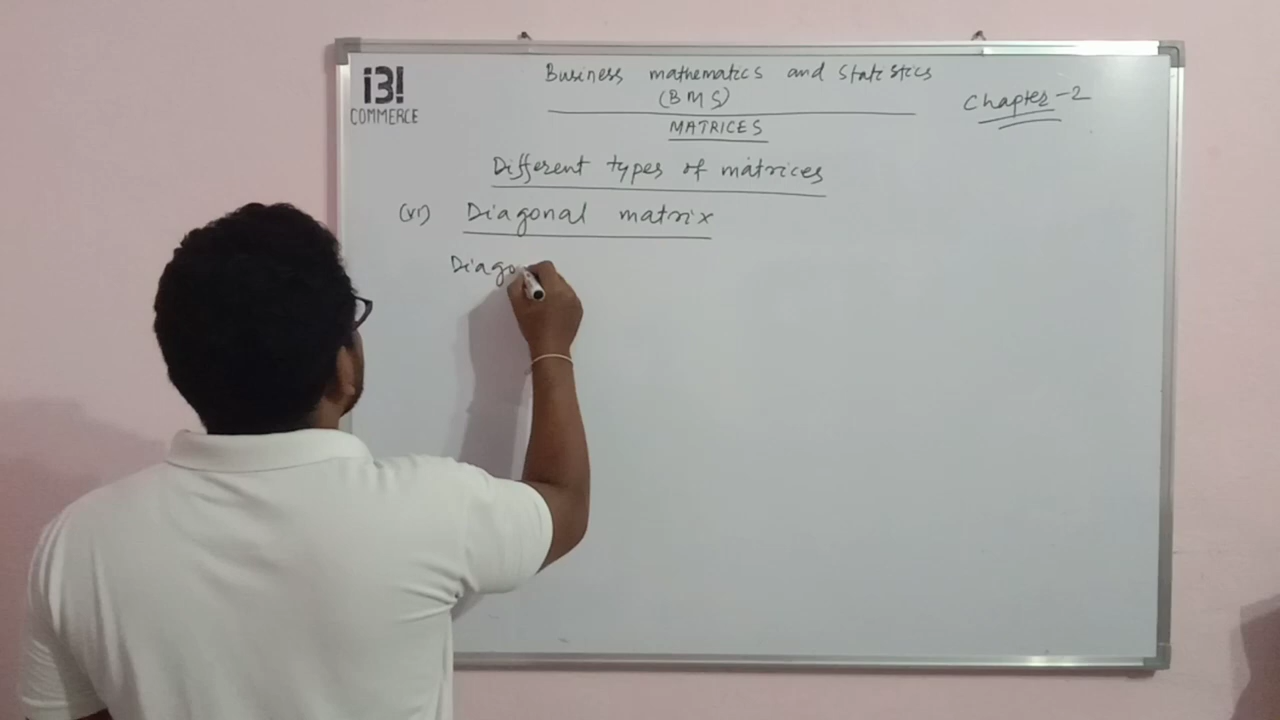 i3!
COMMERCE
Business mathematics and statistics
(BMS)
Chapter-2
MATRICES
Different types of matrices
(vi) Diagonal matrix
Diago